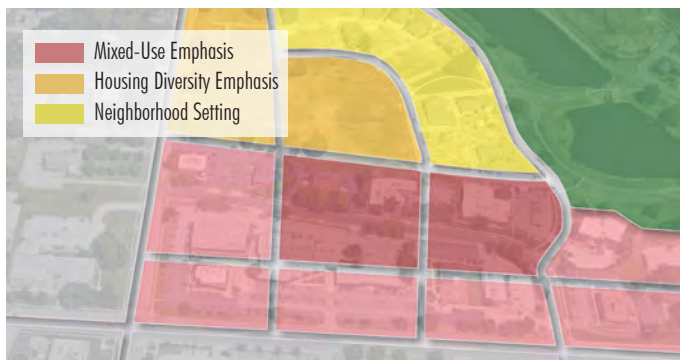 Mixed-Use Emphasis
Housing Diversity Emphasis
Neighborhood Setting